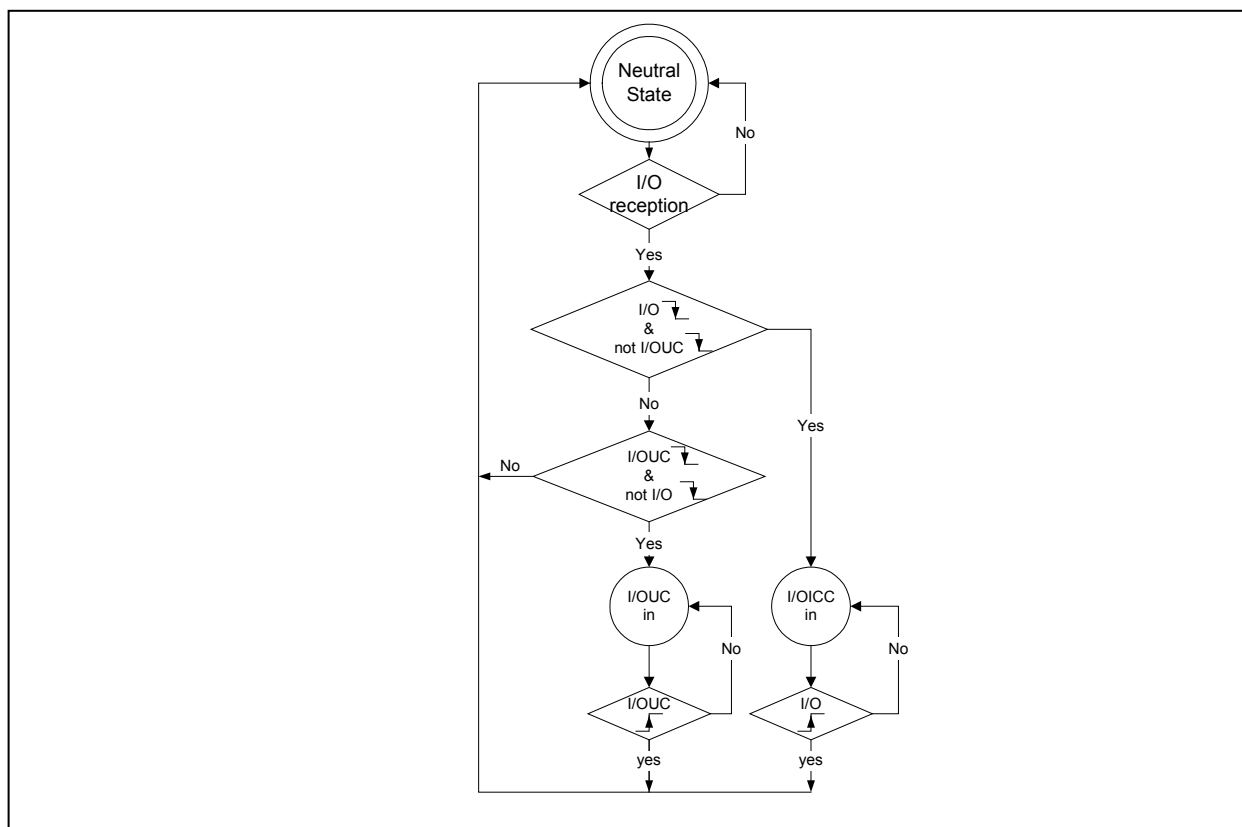 Neutral
State
No
I/O
reception
Yes
I/O
&
not I/OUC
No
Yes
I/OUC
&
not I/O
No
Yes
I/OUC
in
No
I/OICC
in
No
I/OUC
yes
I/O
yes